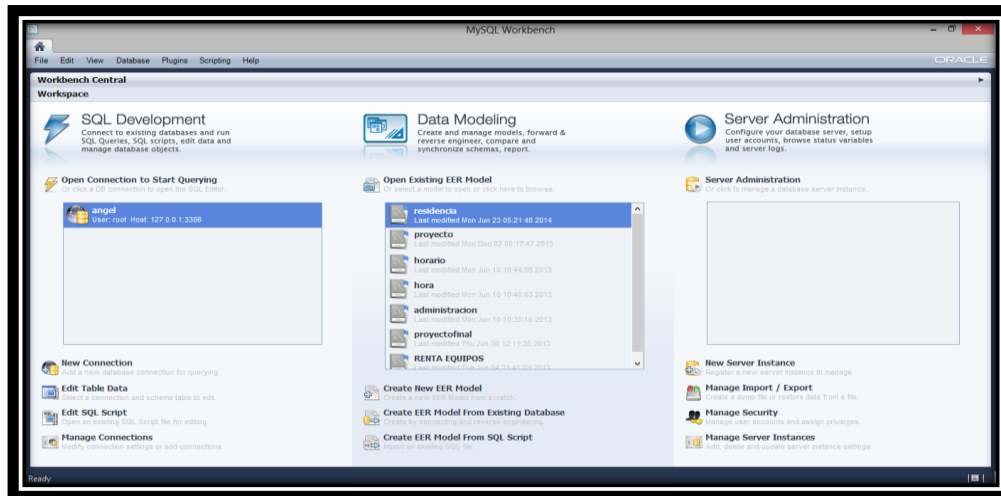 MySQL Workbench
File Edit View Database Plugins Scripting Help
ORACLE
Workbench Central
Workspace
SQL Development
Connect to existing databases and run
SQL Queries, SQL scripts, edit data and
manage database objects.
Open Connection to Start Querying
Or click a DB connection to open the SQL Editor.
angel
User: root Host: 127.0.0.1:3306
New Connection
Add a new database connection for querying.
Edit Table Data
Select a connection and schema table to edit.
Edit SQL Script
Open an existing SQL Script file for editing.
Manage Connections
Modify connection settings or add connections.
Data Modeling
Create and manage models, forward &
reverse engineer, compare and
synchronize schemas, report.
Open Existing EER Model
Or select a model to open or click here to browse.
residencia
Last modified Mon Jun 23 05:21:48 2014
proyecto
Last modified Mon Dec 02 00:17:47 2013
horario
Last modified Mon Jun 10 10:44:56 2013
hora
Last modified Mon Jun 10 10:40:03 2013
administracion
Last modified Mon Jun 10 10:35:16 2013
proyectofinal
Last modified Thu Jun 06 12:11:35 2013
RENTA EQUIPOS
Last modified Tue Jun 04 23:41:09 2013
Create New EER Model
Create a new EER Model from scratch.
Create EER Model From Existing Database
Create by connecting and reverse engineering.
Create EER Model From SQL Script
Import an existing SQL file.
Server Administration
Configure your database server, setup
user accounts, browse status variables
and server logs.
Server Administration
Or click to manage a database server instance.
New Server Instance
Register a new server instance to manage.
Manage Import / Export
Create a dump file or restore data from a file.
Manage Security
Manage user accounts and assign privileges.
Manage Server Instances
Add, delete and update server instance settings.
Ready